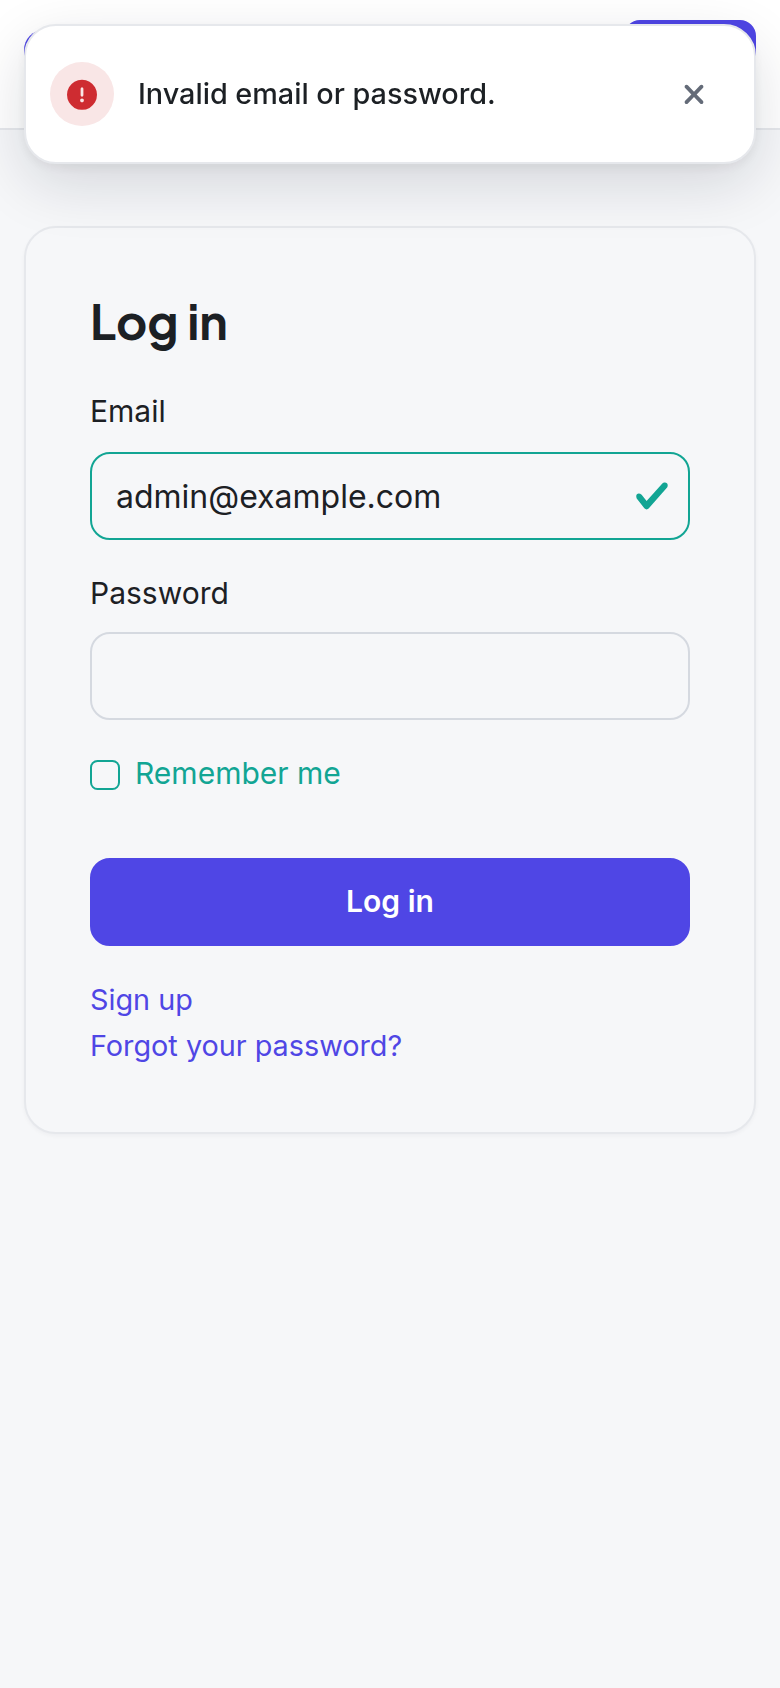 Invalid email or password.
Log in
Email
admin@example.com
Password
Remember me
Log in
Sign up
Forgot your password?